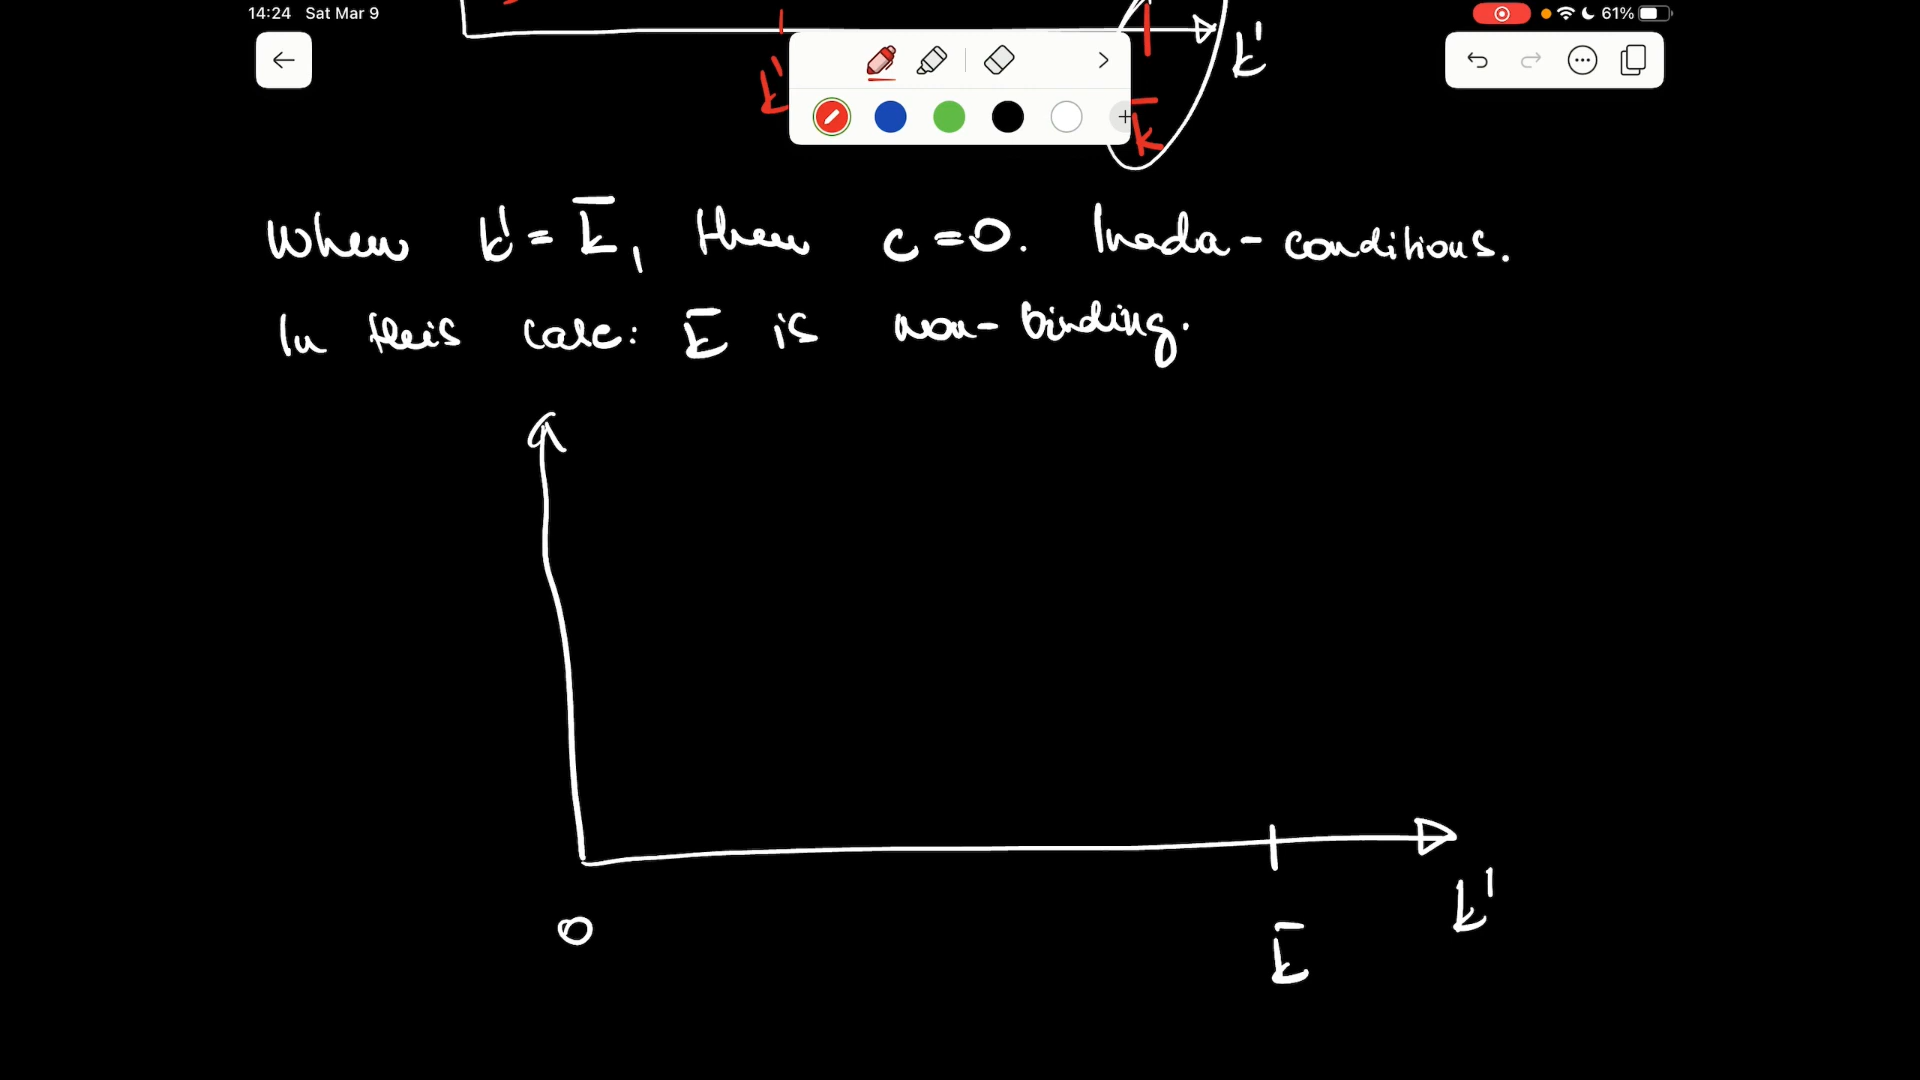 14:24 Sat Mar 9 61%
k'
k'
k̄
When k' = k̄, then c = 0. Inada-conditions.
In this case: k̄ is non-binding.
k'
0
k̄